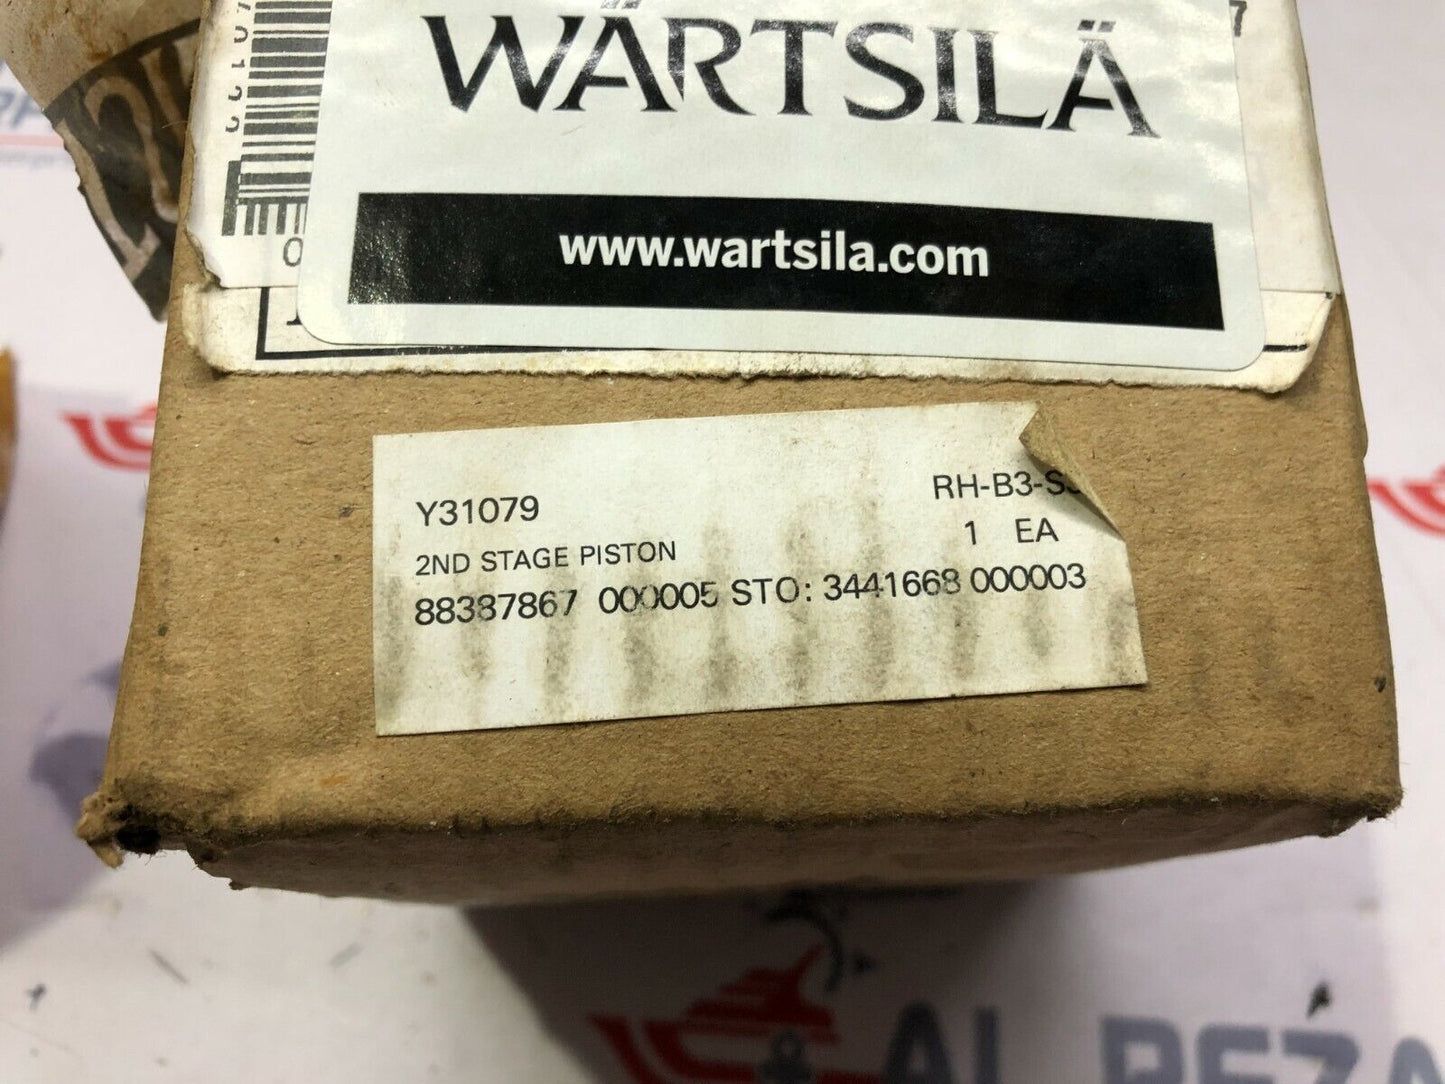 WÄRTSILÄ
www.wartsila.com
Y31079
RH-B3-S
2ND STAGE PISTON
1 EA
88387867 000005 STO: 3441668 000003